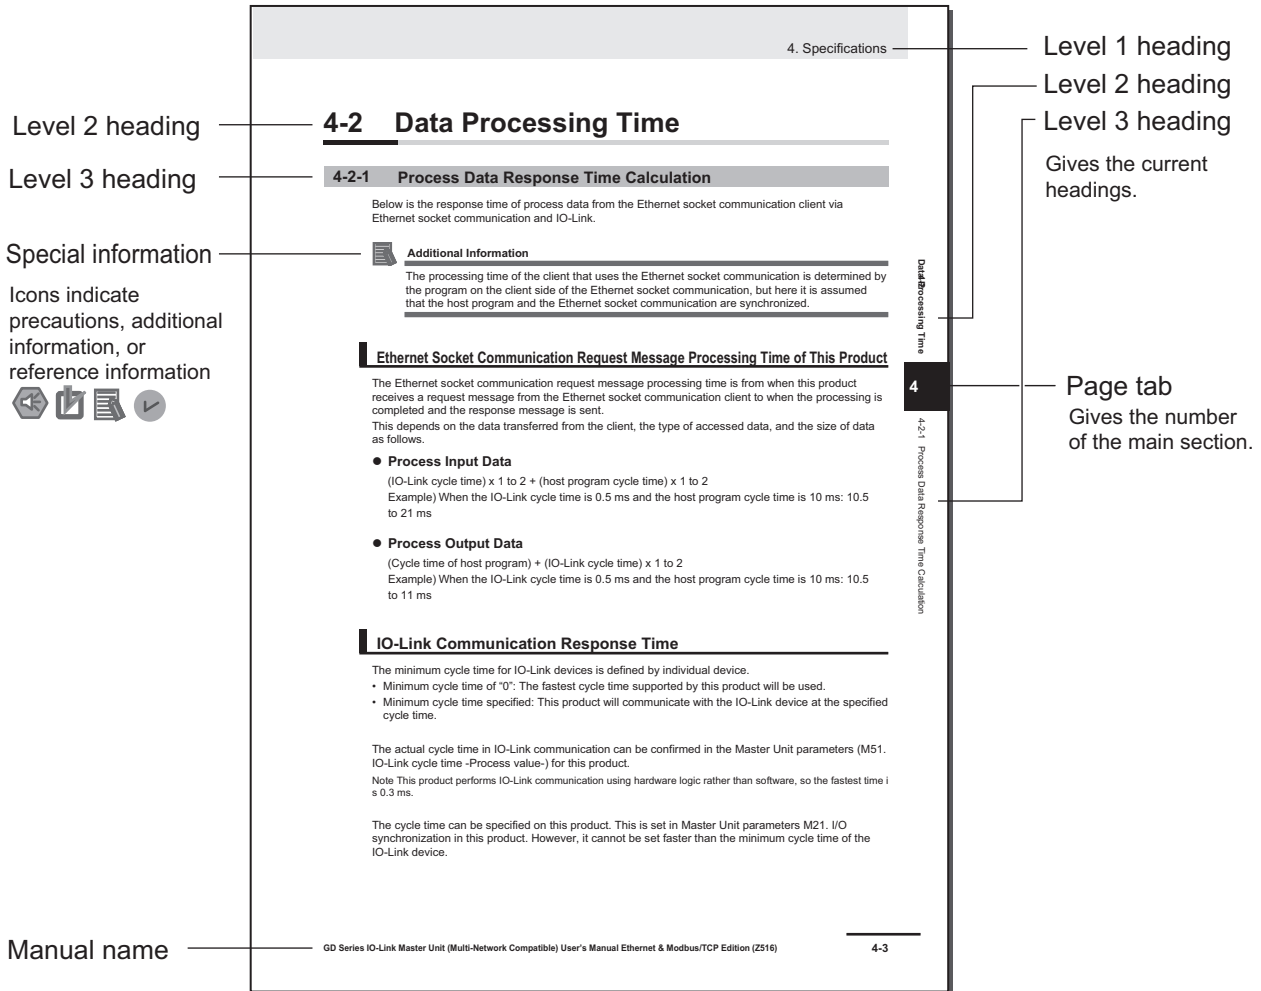 4. Specifications
Level 1 heading
Level 2 heading
Level 3 heading
Gives the current
headings.
Level 2 heading
4-2 Data Processing Time
Level 3 heading
4-2-1 Process Data Response Time Calculation
Below is the response time of process data from the Ethernet socket communication client via
Ethernet socket communication and IO-Link.
Special information
Icons indicate
precautions, additional
information, or
reference information
Additional Information
The processing time of the client that uses the Ethernet socket communication is determined by
the program on the client side of the Ethernet socket communication, but here it is assumed
that the host program and the Ethernet socket communication are synchronized.
Ethernet Socket Communication Request Message Processing Time of This Product
The Ethernet socket communication request message processing time is from when this product
receives a request message from the Ethernet socket communication client to when the processing is
completed and the response message is sent.
This depends on the data transferred from the client, the type of accessed data, and the size of data
as follows.
● Process Input Data
(IO-Link cycle time) x 1 to 2 + (host program cycle time) x 1 to 2
Example) When the IO-Link cycle time is 0.5 ms and the host program cycle time is 10 ms: 10.5
to 21 ms
● Process Output Data
(Cycle time of host program) + (IO-Link cycle time) x 1 to 2
Example) When the IO-Link cycle time is 0.5 ms and the host program cycle time is 10 ms: 10.5
to 11 ms
IO-Link Communication Response Time
The minimum cycle time for IO-Link devices is defined by individual device.
• Minimum cycle time of “0”: The fastest cycle time supported by this product will be used.
• Minimum cycle time specified: This product will communicate with the IO-Link device at the specified
cycle time.
The actual cycle time in IO-Link communication can be confirmed in the Master Unit parameters (M51.
IO-Link cycle time -Process value-) for this product.
Note This product performs IO-Link communication using hardware logic rather than software, so the fastest time i
s 0.3 ms.
The cycle time can be specified on this product. This is set in Master Unit parameters M21. I/O
synchronization in this product. However, it cannot be set faster than the minimum cycle time of the
IO-Link device.
Processing Time
4
4-2-1 Process Data Response Time Calculation
Page tab
Gives the number
of the main section.
Manual name
GD Series IO-Link Master Unit (Multi-Network Compatible) User's Manual Ethernet & Modbus/TCP Edition (Z516)
4-3